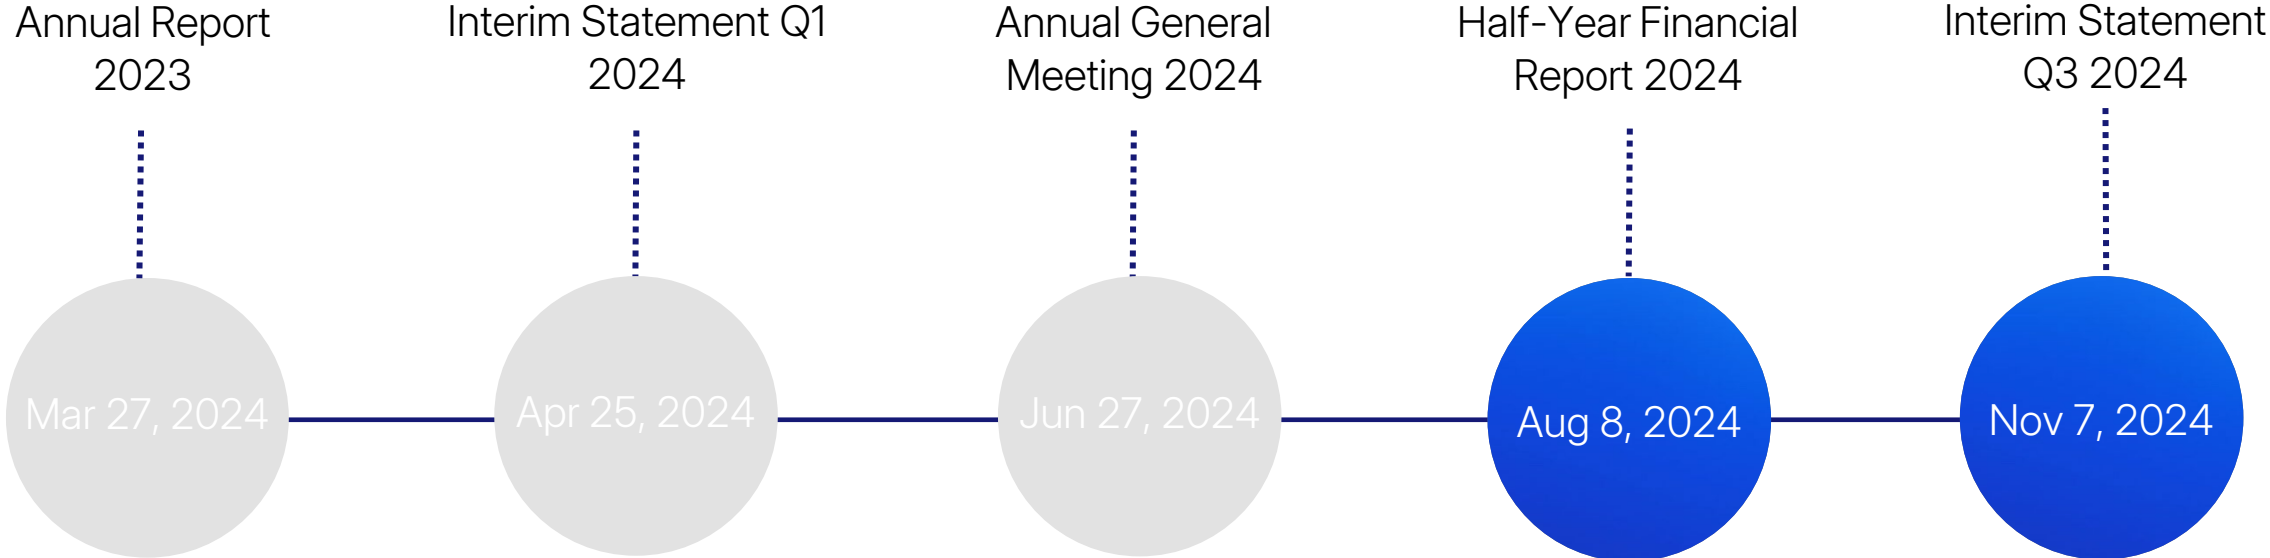 Annual Report
2023
Interim Statement Q1
2024
Annual General
Meeting 2024
Half-Year Financial
Report 2024
Interim Statement
Q3 2024
Mar 27, 2024
Apr 25, 2024
Jun 27, 2024
Aug 8, 2024
Nov 7, 2024